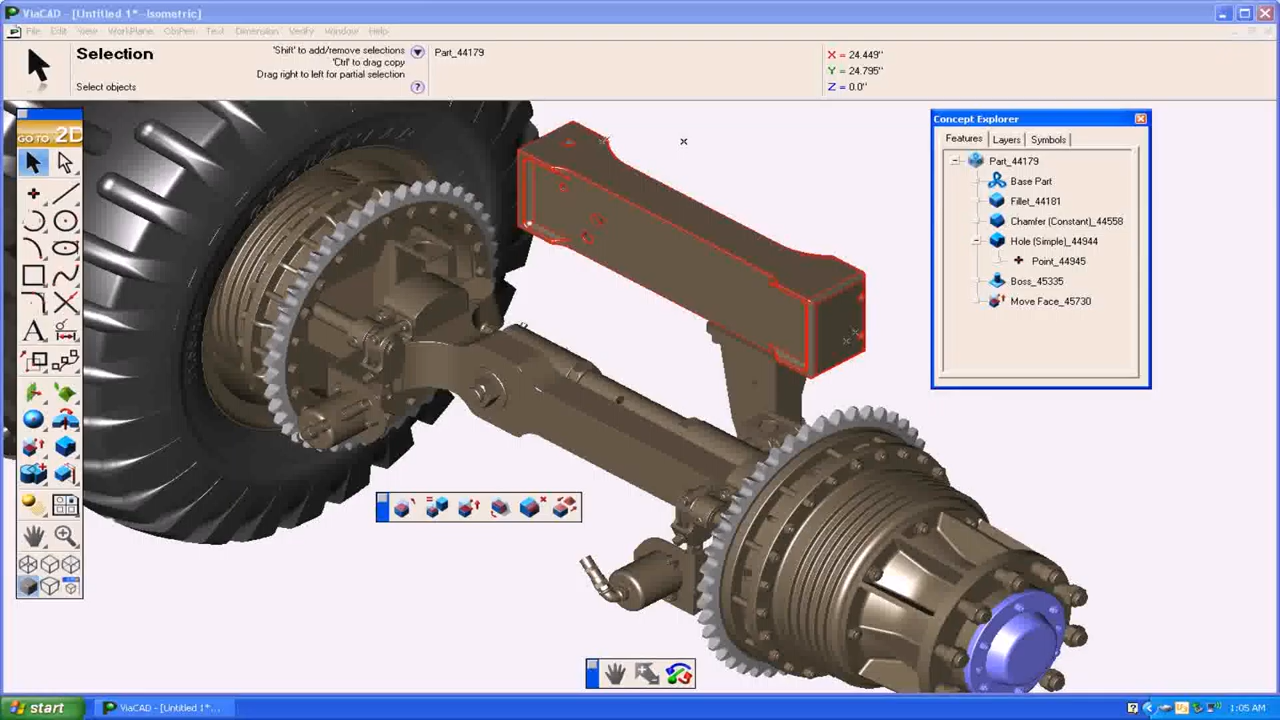 ViaCAD - [Untitled 1*--Isometric]
File Edit View WorkPlane ObsPen Text Dimension Verify Window Help
Selection
'Shift' to add/remove selections
'Ctrl' to drag copy
Drag right to left for partial selection
Select objects
?
Part_44179
X = 24.449"
Y = 24.795"
Z = 0.0"
GO TO 2D
A
Concept Explorer
Features Layers Symbols
Part_44179
Base Part
Fillet_44181
Chamfer (Constant)_44558
Hole (Simple)_44944
Point_44945
Boss_45335
Move Face_45730
start
ViaCAD - [Untitled 1*...
1:05 AM